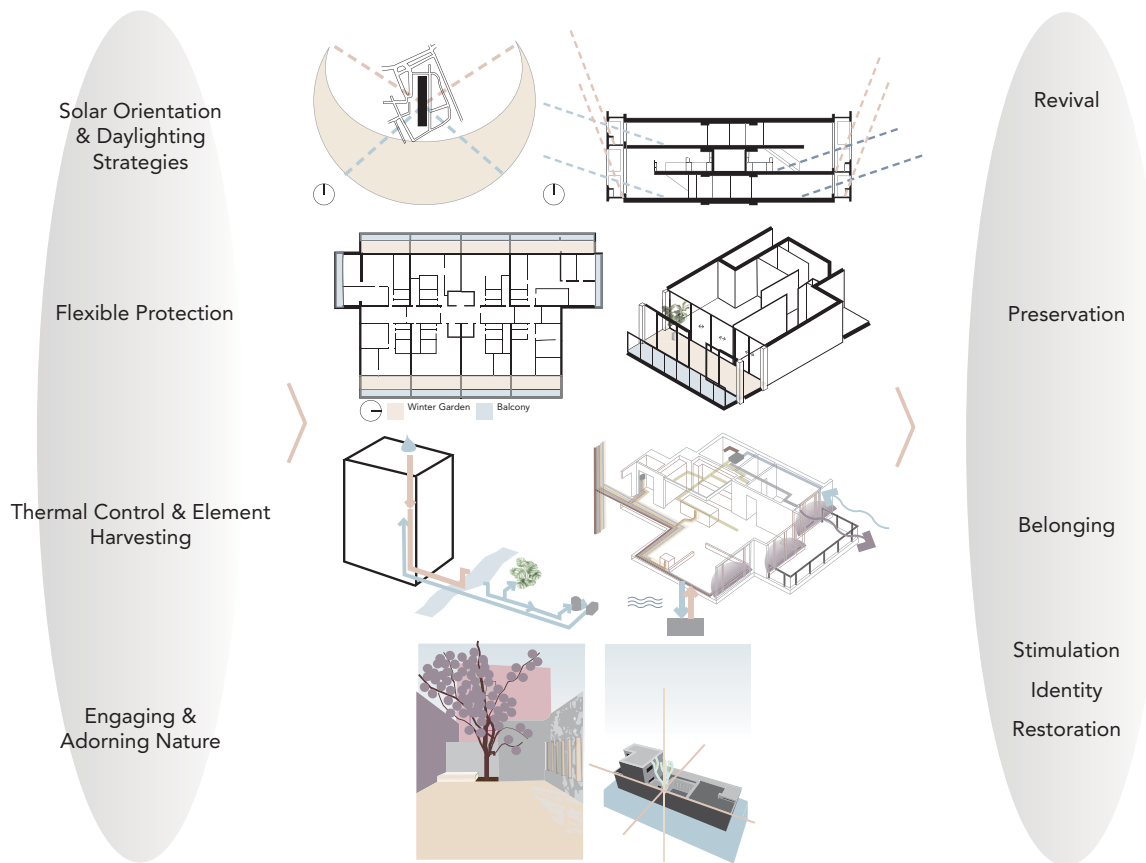 Solar Orientation
& Daylighting
Strategies
Flexible Protection
Thermal Control & Element
Harvesting
Engaging &
Adorning Nature
Winter Garden
Balcony
Revival
Preservation
Belonging
Stimulation
Identity
Restoration